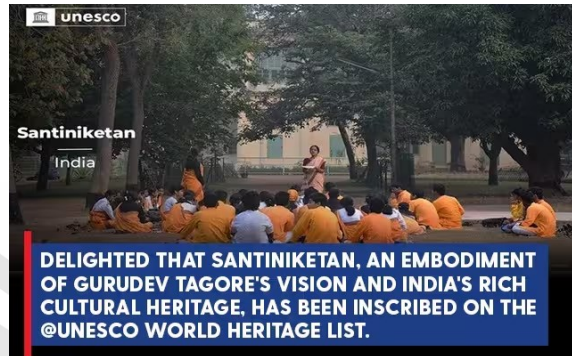 unesco
Santiniketan
India
DELIGHTED THAT SANTINIKETAN, AN EMBODIMENT
OF GURUDEV TAGORE'S VISION AND INDIA'S RICH
CULTURAL HERITAGE, HAS BEEN INSCRIBED ON THE
@UNESCO WORLD HERITAGE LIST.